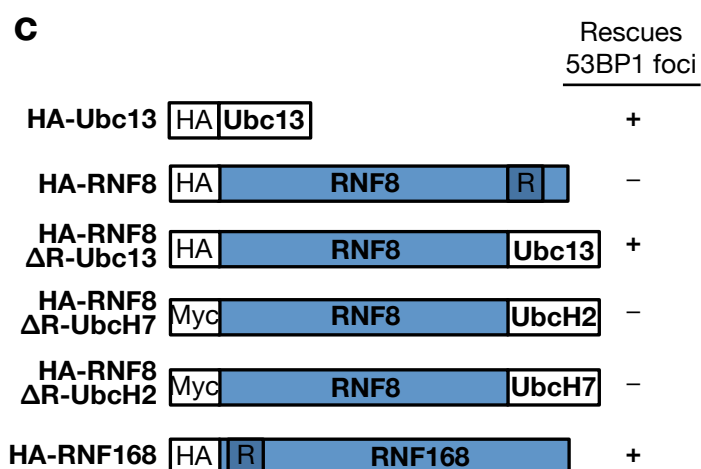 C
Rescues
53BP1 foci
HA-Ubc13 HA Ubc13 +
HA-RNF8 HA RNF8 R –
HA-RNF8
ΔR-Ubc13 HA RNF8 Ubc13 +
HA-RNF8
ΔR-UbcH7 Myc RNF8 UbcH2 –
HA-RNF8
ΔR-UbcH2 Myc RNF8 UbcH7 –
HA-RNF168 HA R RNF168 +